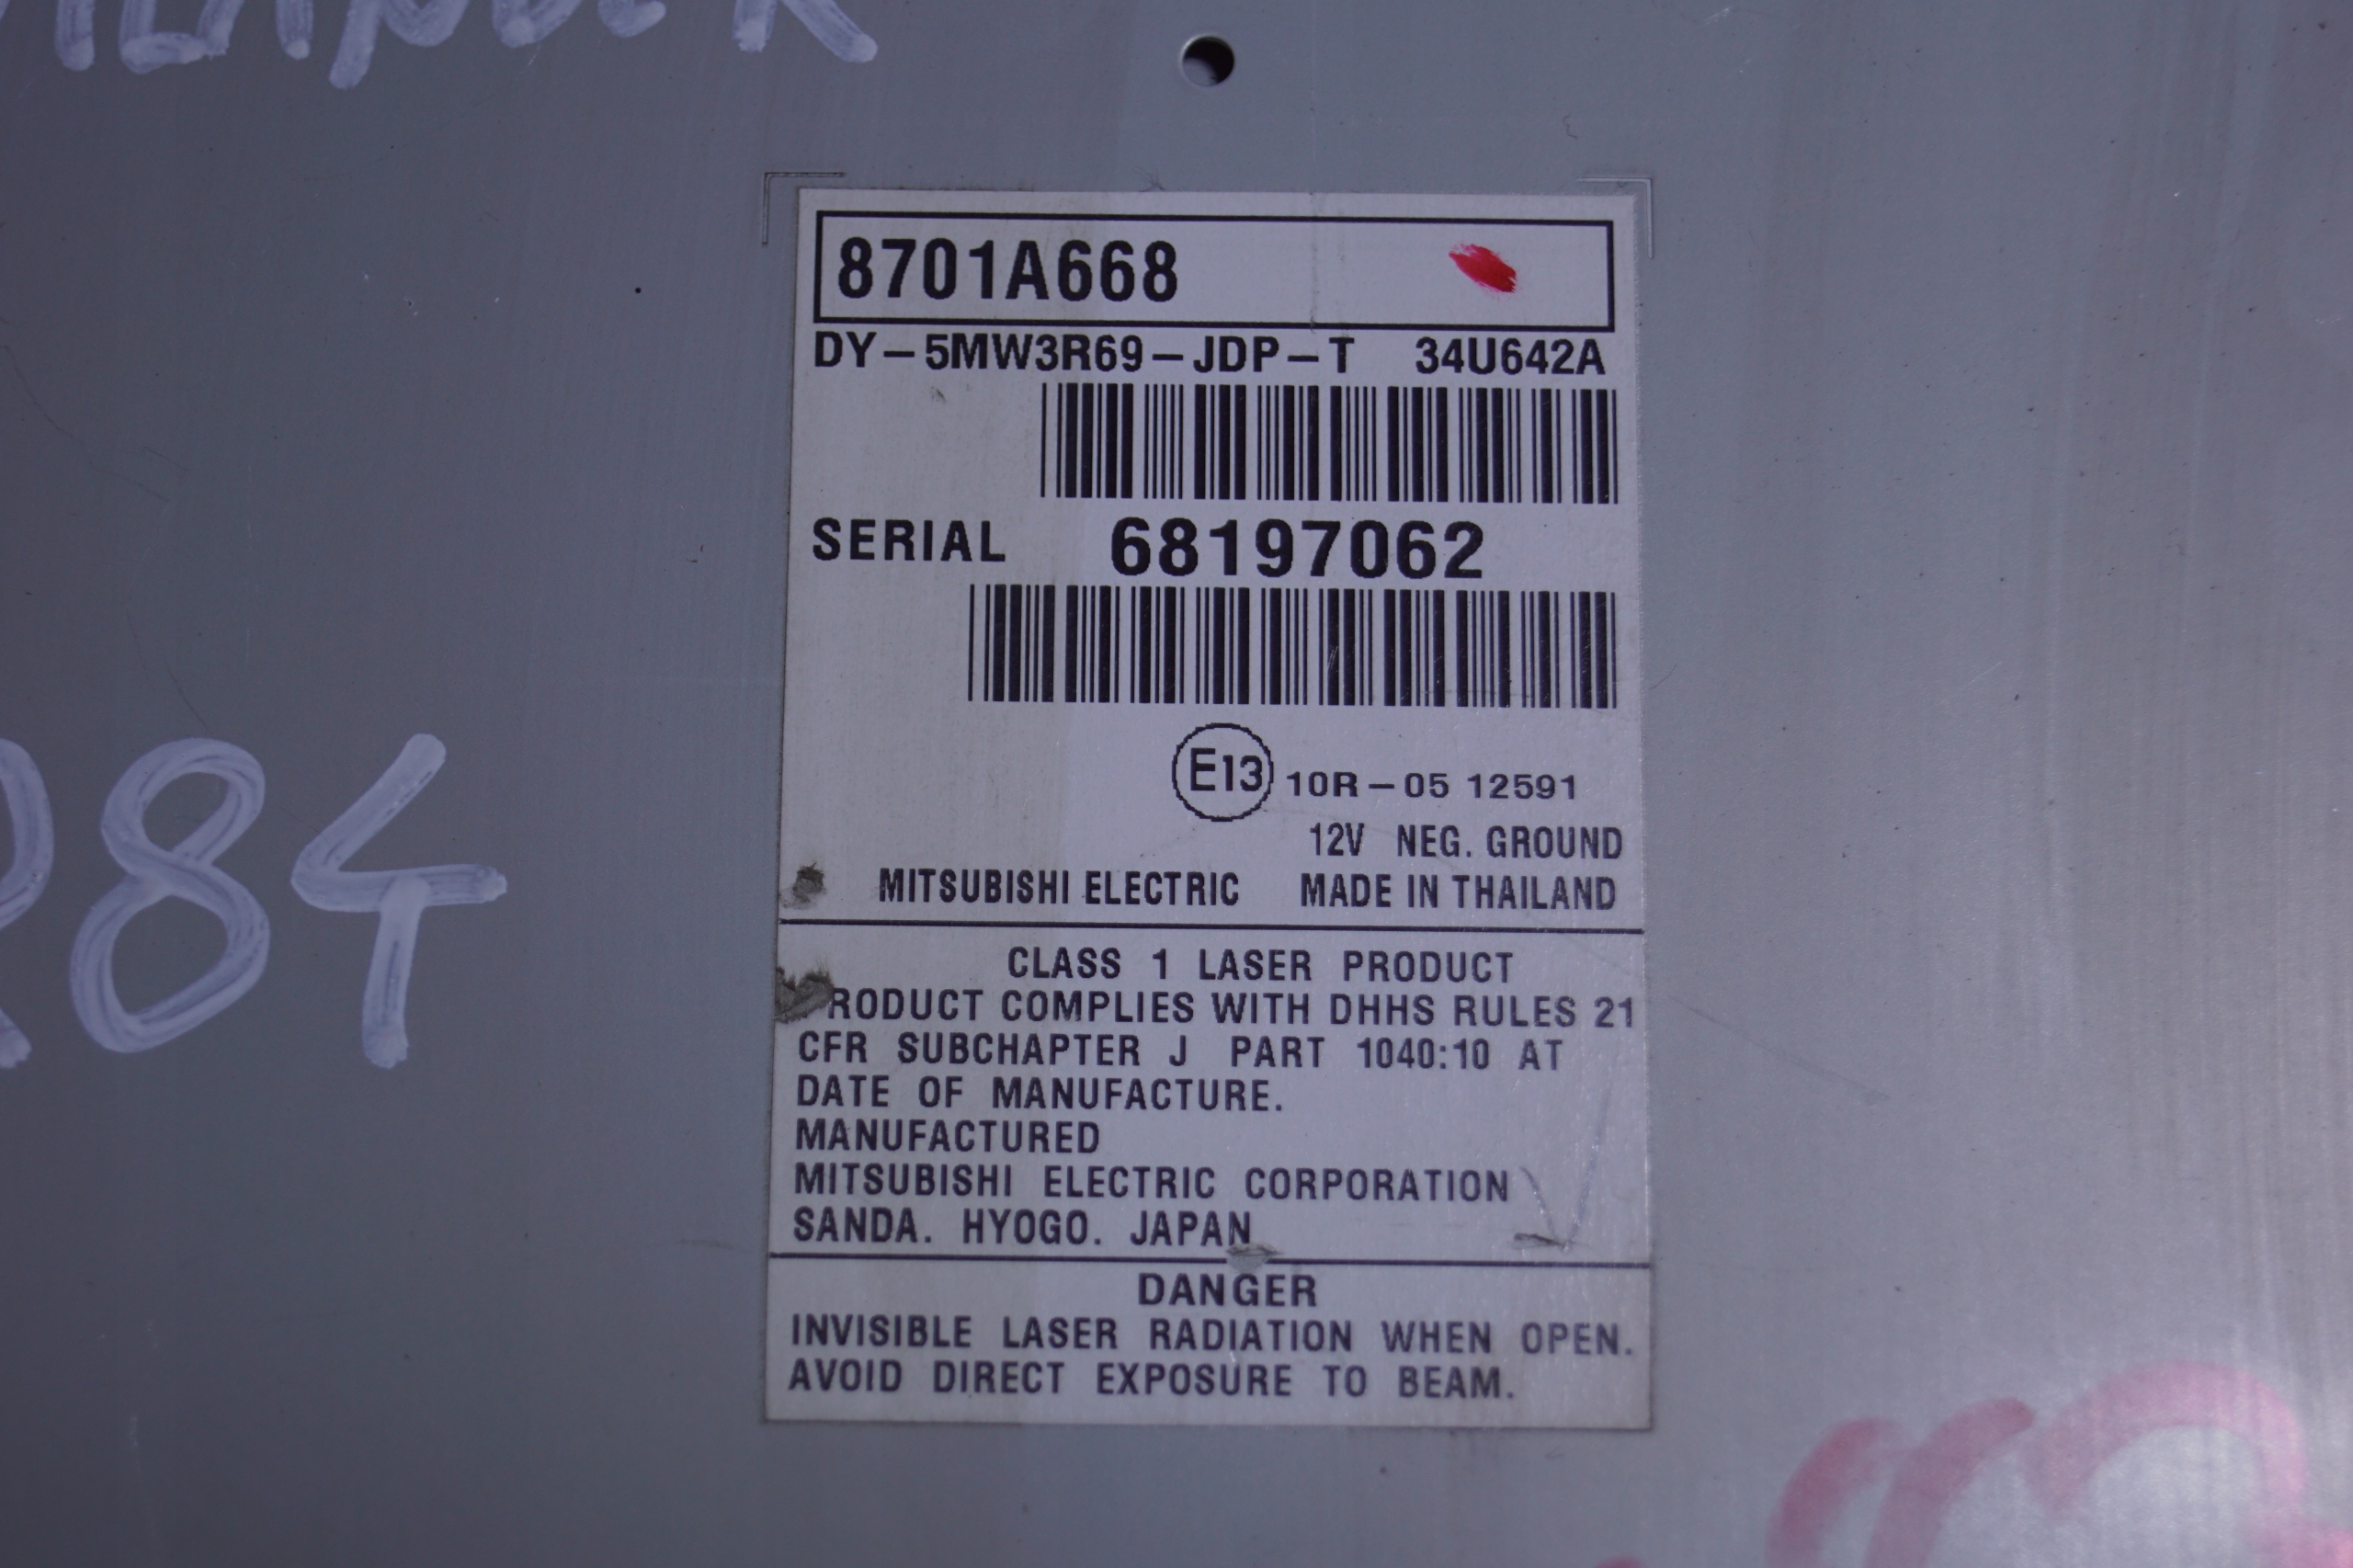 8701A668
DY-5MW3R69-JDP-T 34U642A
SERIAL 68197062
E13 10R-05 12591
12V NEG. GROUND
MITSUBISHI ELECTRIC MADE IN THAILAND
84
CLASS 1 LASER PRODUCT
RODUCT COMPLIES WITH DHHS RULES 21
CFR SUBCHAPTER J PART 1040:10 AT
DATE OF MANUFACTURE.
MANUFACTURED
MITSUBISHI ELECTRIC CORPORATION
SANDA. HYOGO. JAPAN
DANGER
INVISIBLE LASER RADIATION WHEN OPEN.
AVOID DIRECT EXPOSURE TO BEAM.